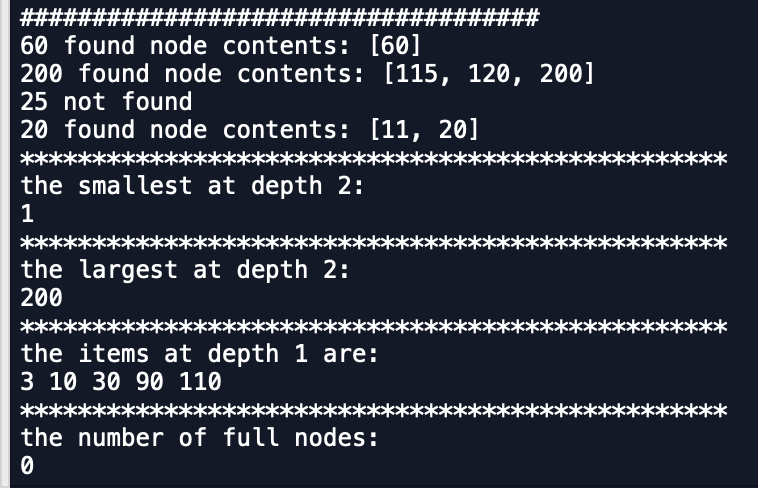 ####################################
60 found node contents: [60]
200 found node contents: [115, 120, 200]
25 not found
20 found node contents: [11, 20]
*************************************************
the smallest at depth 2:
1
*************************************************
the largest at depth 2:
200
*************************************************
the items at depth 1 are:
3 10 30 90 110
*************************************************
the number of full nodes:
0